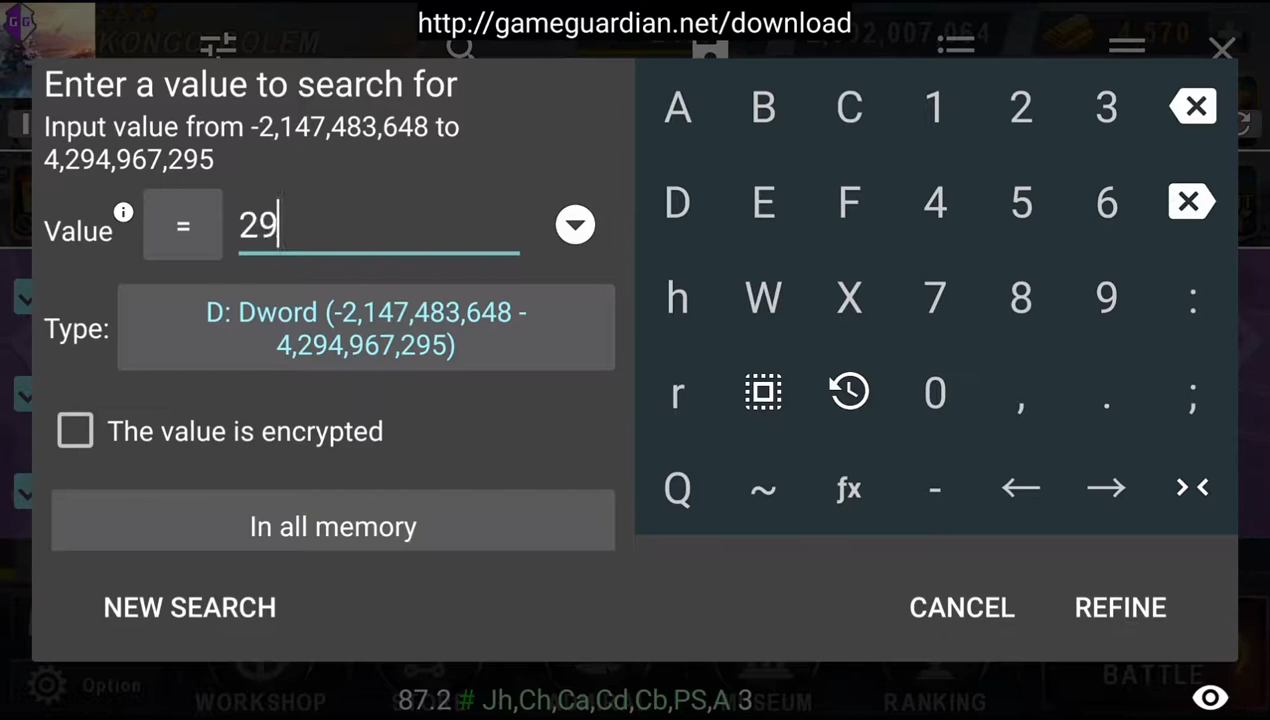 http://gameguardian.net/download
Enter a value to search for
Input value from -2,147,483,648 to
4,294,967,295
Value i = 29
Type: D: Dword (-2,147,483,648 -
4,294,967,295)
The value is encrypted
In all memory
NEW SEARCH CANCEL REFINE
A B C 1 2 3
D E F 4 5 6
h W X 7 8 9 :
r 0 , . ;
Q ~ ƒx - ← → ><
Option WORKSHOP MUSEUM RANKING BATTLE
87.2 # Jh,Ch,Ca,Cd,Cb,PS,A 3